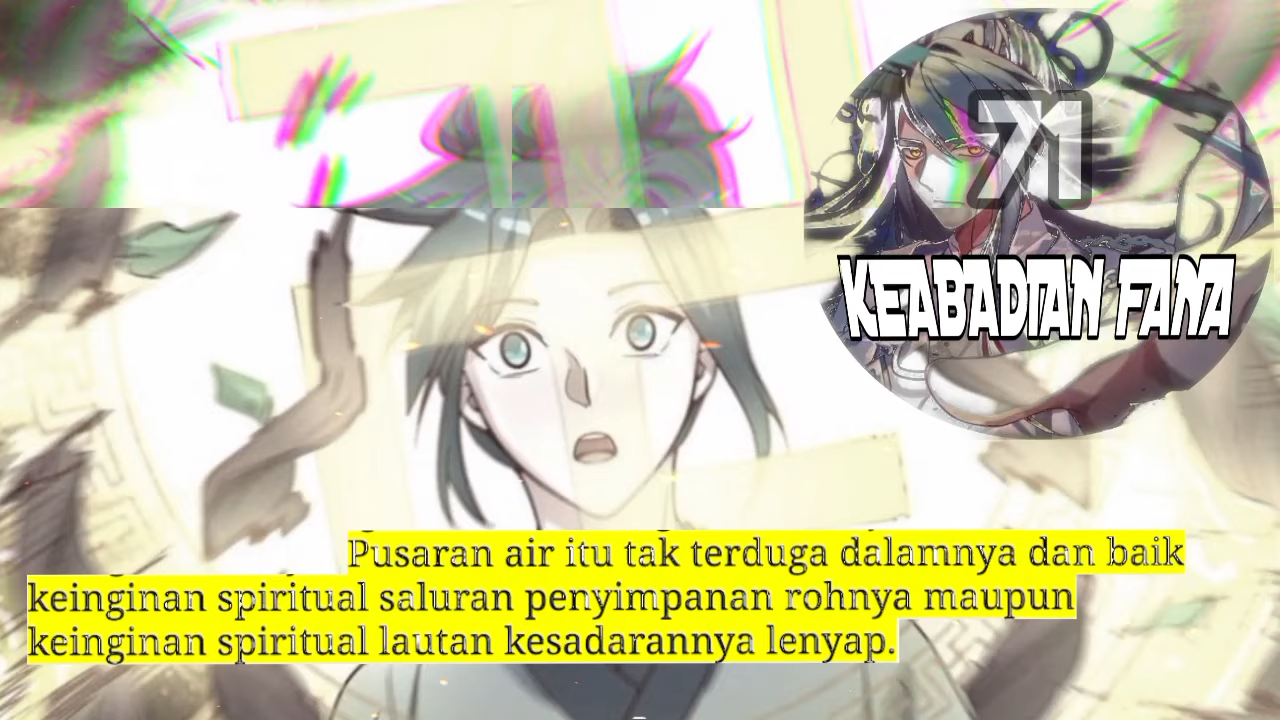 71
KEABADIAN FANA
Pusaran air itu tak terduga dalamnya dan baik
keinginan spiritual saluran penyimpanan rohnya maupun
keinginan spiritual lautan kesadarannya lenyap.